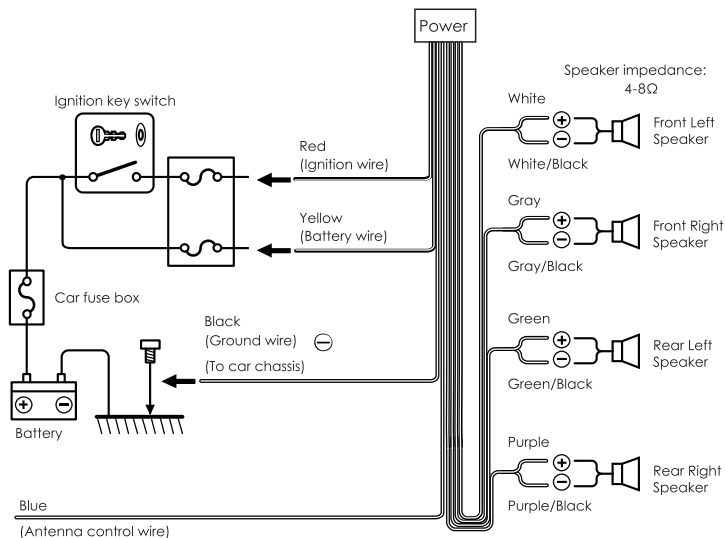 Power
Speaker impedance:
4-8Ω
Ignition key switch
Red
(Ignition wire)
Yellow
(Battery wire)
Car fuse box
Black
(Ground wire) ⊖
(To car chassis)
+ −
Battery
Blue
(Antenna control wire)
White
+
−
White/Black
Front Left
Speaker
Gray
+
−
Gray/Black
Front Right
Speaker
Green
+
−
Green/Black
Rear Left
Speaker
Purple
+
−
Purple/Black
Rear Right
Speaker